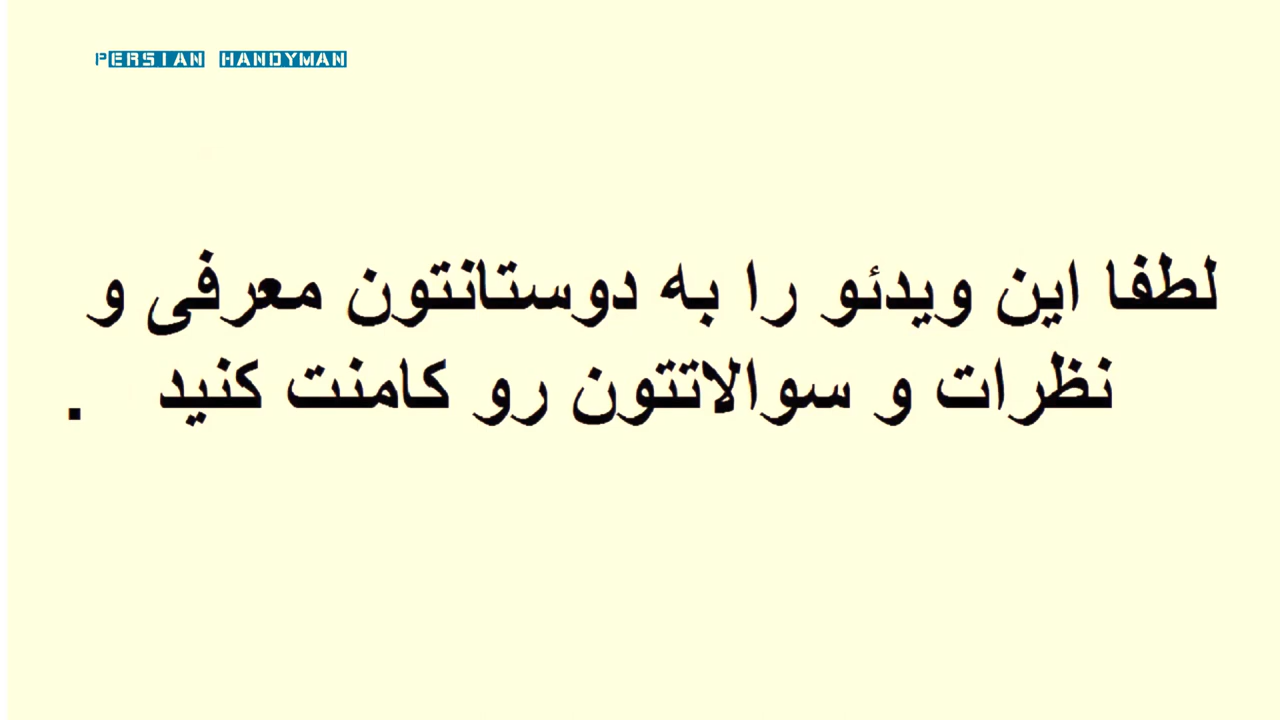 PERSIAN HANDYMAN
لطفا این ویدئو را به دوستانتون معرفی و
نظرات و سوالاتتون رو کامنت کنید .